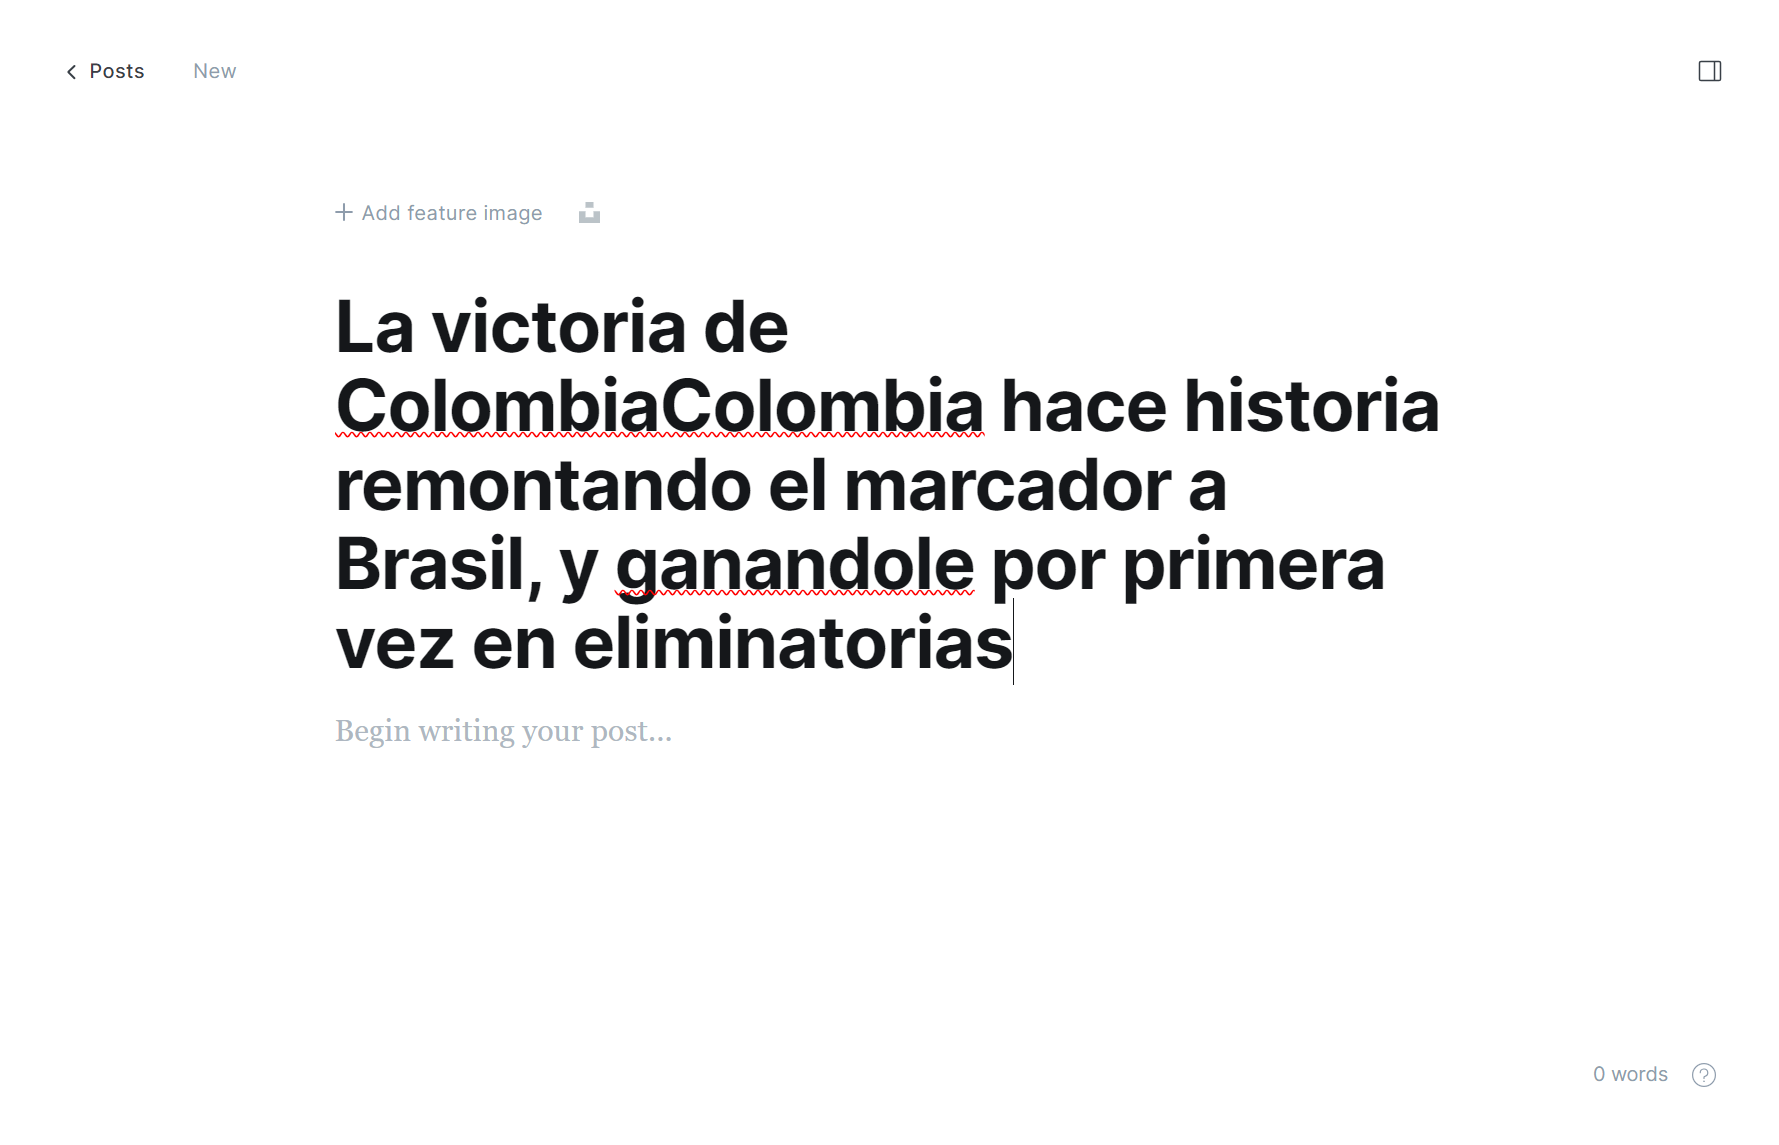 Posts New
Add feature image
La victoria de
ColombiaColombia hace historia
remontando el marcador a
Brasil, y ganandole por primera
vez en eliminatorias
Begin writing your post...
0 words ?